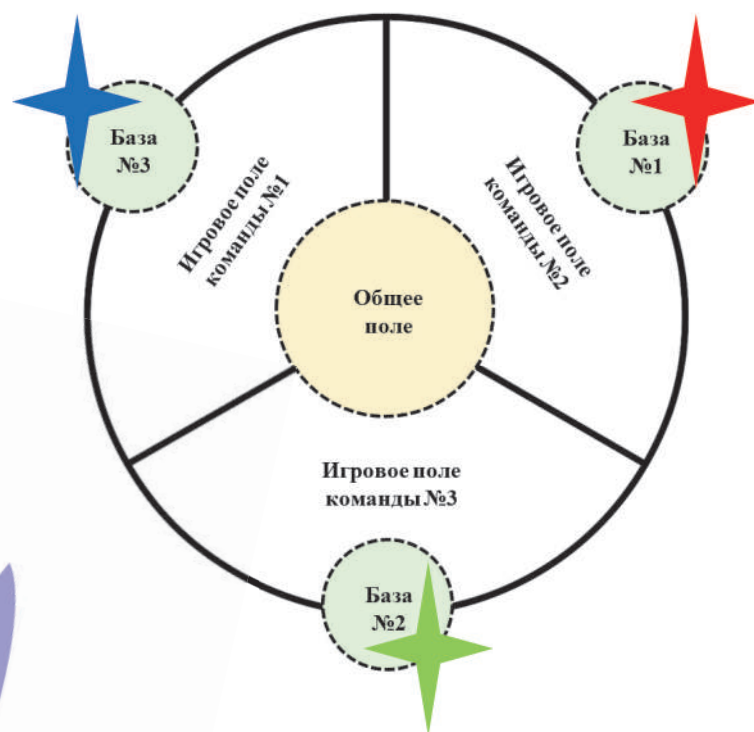 База
№3
База
№1
Игровое поле
команды №1
Игровое поле
команды №2
Общее
поле
Игровое поле
команды №3
База
№2